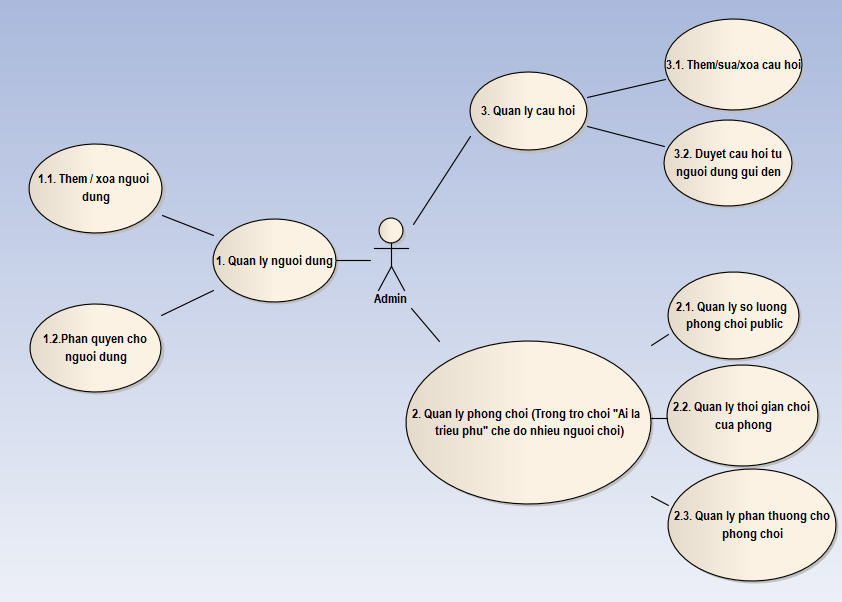 3.1. Them/sua/xoa cau hoi
3. Quan ly cau hoi
3.2. Duyet cau hoi tu
nguoi dung gui den
1.1. Them / xoa nguoi
dung
1. Quan ly nguoi dung
Admin
1.2.Phan quyen cho
nguoi dung
2.1. Quan ly so luong
phong choi public
2. Quan ly phong choi (Trong tro choi "Ai la
trieu phu" che do nhieu nguoi choi)
2.2. Quan ly thoi gian choi
cua phong
2.3. Quan ly phan thuong cho
phong choi